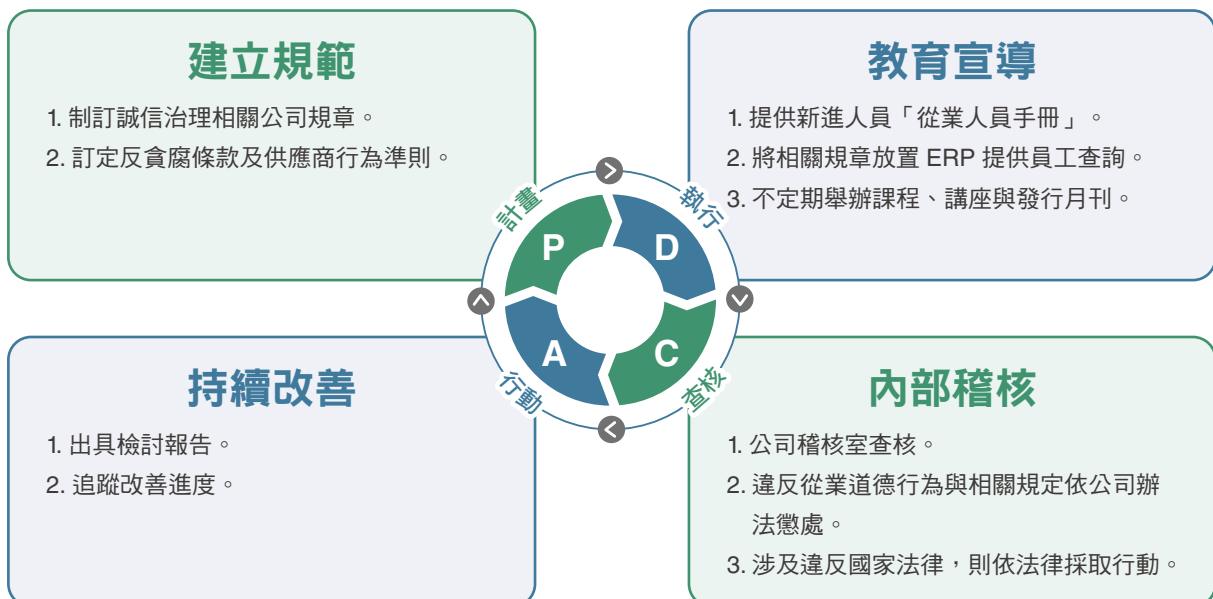 建立規範
1. 制訂誠信治理相關公司規章。
2. 訂定反貪腐條款及供應商行為準則。
教育宣導
1. 提供新進人員「從業人員手冊」。
2. 將相關規章放置 ERP 提供員工查詢。
3. 不定期舉辦課程、講座與發行月刊。
計畫
執行
P
D
A
C
行動
查核
持續改善
1. 出具檢討報告。
2. 追蹤改善進度。
內部稽核
1. 公司稽核室查核。
2. 違反從業道德行為與相關規定依公司辦
法懲處。
3. 涉及違反國家法律，則依法律採取行動。